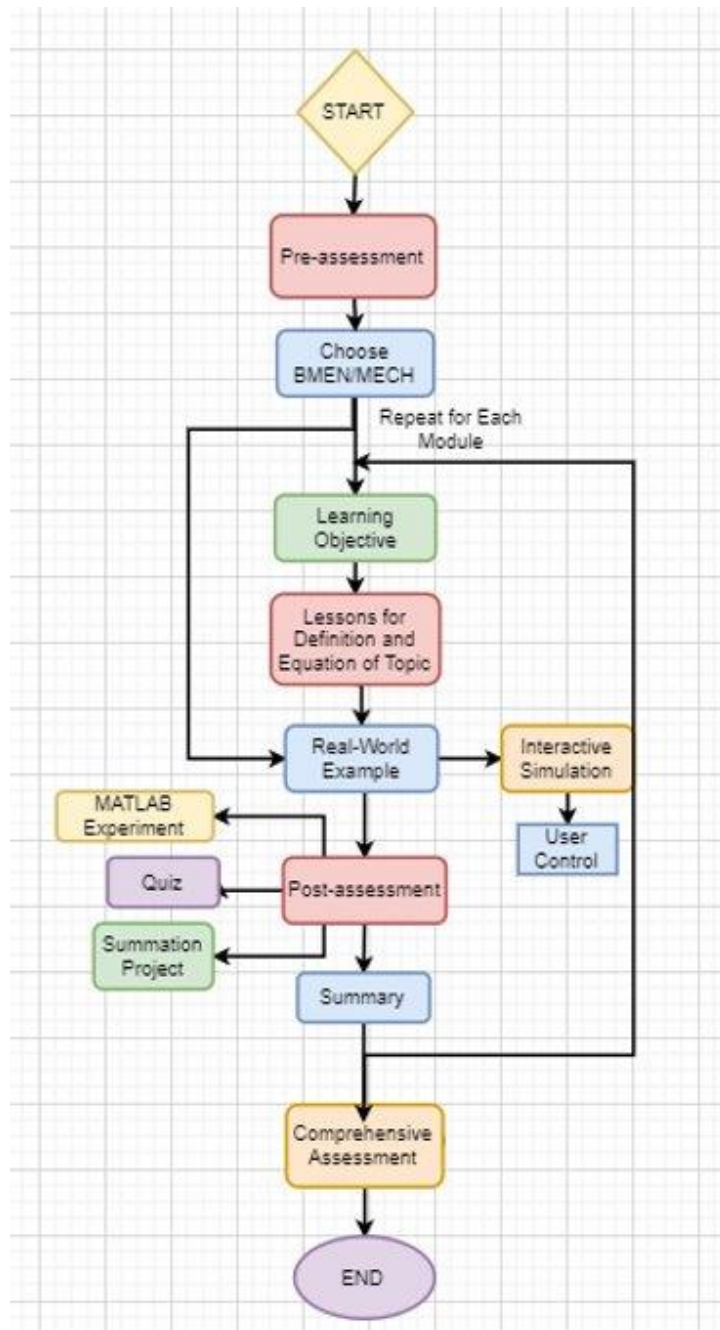 START
Pre-assessment
Choose
BMEN/MECH
Repeat for Each
Module
Learning
Objective
Lessons for
Definition and
Equation of Topic
Real-World
Example
Interactive
Simulation
User
Control
MATLAB
Experiment
Quiz
Post-assessment
Summation
Project
Summary
Comprehensive
Assessment
END